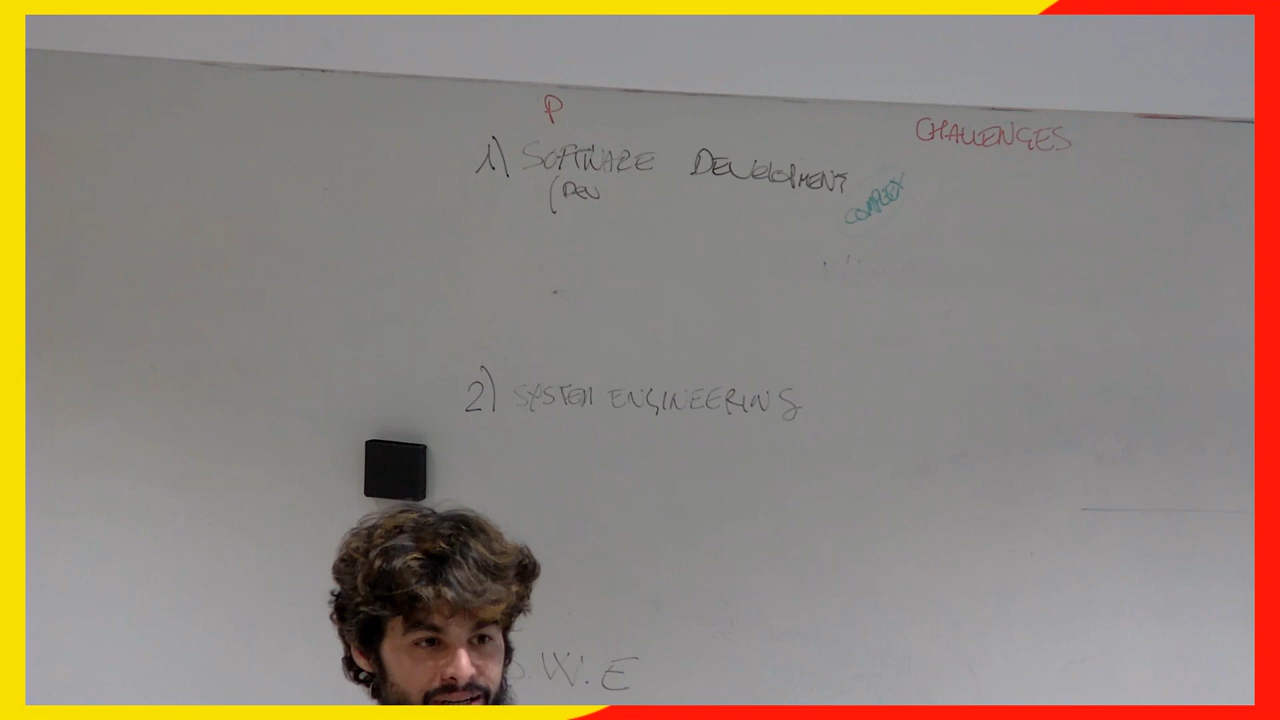 P
CHALLENGES
1) SOFTWARE DEVELOPMENT
(DEV
COMPLEX
2) SYSTEM ENGINEERING
.W.E